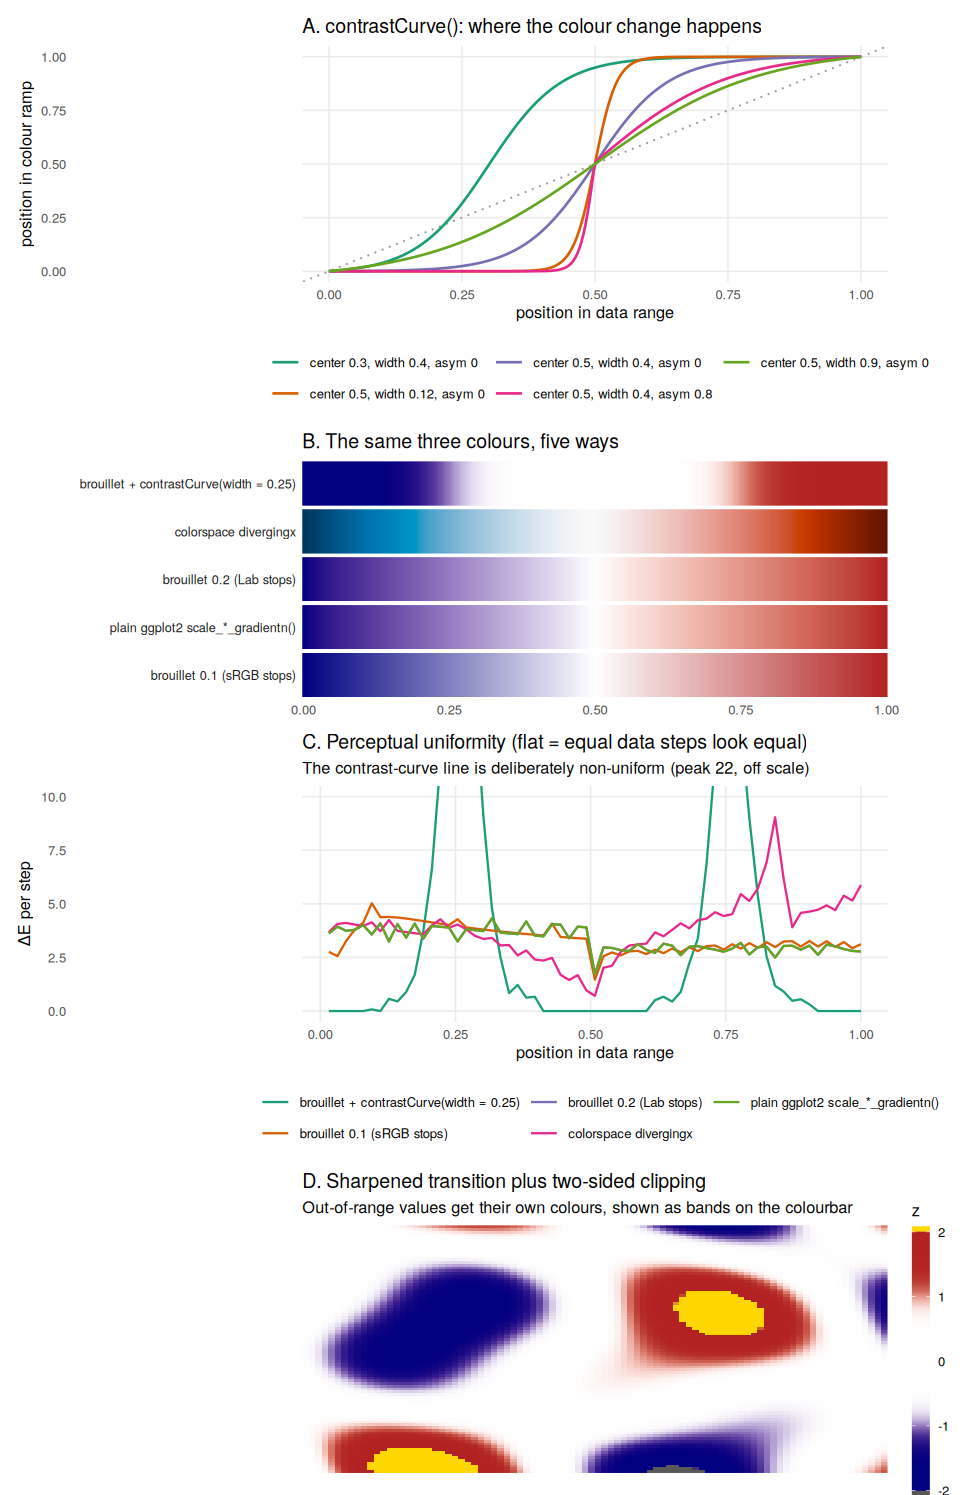 A. contrastCurve(): where the colour change happens
1.00
0.75
0.50
0.25
0.00
position in colour ramp
0.00 0.25 0.50 0.75 1.00
position in data range
center 0.3, width 0.4, asym 0 center 0.5, width 0.4, asym 0 center 0.5, width 0.9, asym 0
center 0.5, width 0.12, asym 0 center 0.5, width 0.4, asym 0.8
B. The same three colours, five ways
brouillet + contrastCurve(width = 0.25)
colorspace divergingx
brouillet 0.2 (Lab stops)
plain ggplot2 scale_*_gradientn()
brouillet 0.1 (sRGB stops)
0.00 0.25 0.50 0.75 1.00
C. Perceptual uniformity (flat = equal data steps look equal)
The contrast-curve line is deliberately non-uniform (peak 22, off scale)
10.0
7.5
5.0
2.5
0.0
ΔE per step
0.00 0.25 0.50 0.75 1.00
position in data range
brouillet + contrastCurve(width = 0.25) brouillet 0.2 (Lab stops) plain ggplot2 scale_*_gradientn()
brouillet 0.1 (sRGB stops) colorspace divergingx
D. Sharpened transition plus two-sided clipping
Out-of-range values get their own colours, shown as bands on the colourbar
z
2
1
0
-1
-2